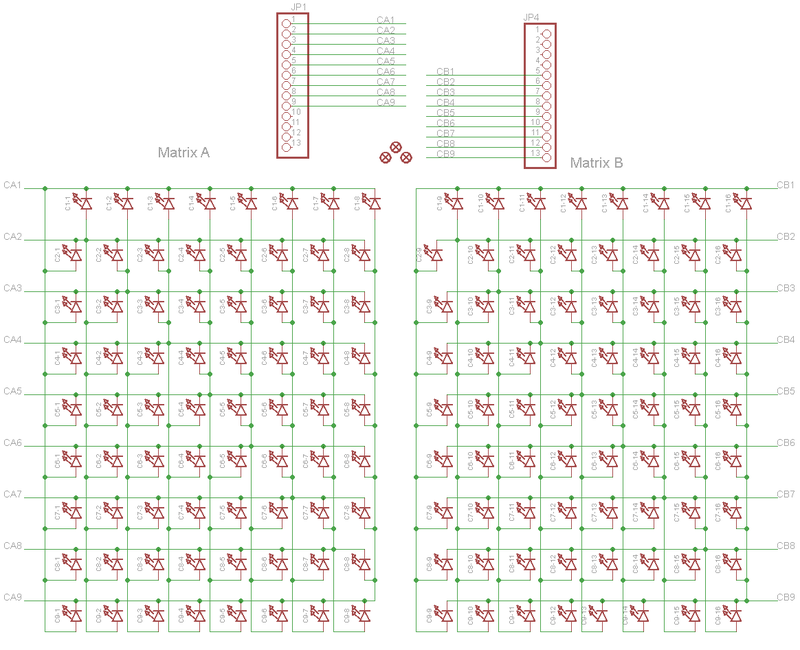 JP1
1 CA1
2 CA2
3 CA3
4 CA4
5 CA5
6 CA6
7 CA7
8 CA8
9 CA9
10
11
12
13
JP4
1
2
3
4
CB1 5
CB2 6
CB3 7
CB4 8
CB5 9
CB6 10
CB7 11
CB8 12
CB9 13
Matrix A
Matrix B
CA1 C1-1 C1-2 C1-3 C1-4 C1-5 C1-6 C1-7 C1-8 C1-9 C1-10 C1-11 C1-12 C1-13 C1-14 C1-15 C1-16 CB1
CA2 C2-1 C2-2 C2-3 C2-4 C2-5 C2-6 C2-7 C2-8 C2-9 C2-10 C2-11 C2-12 C2-13 C2-14 C2-15 C2-16 CB2
CA3 C3-1 C3-2 C3-3 C3-4 C3-5 C3-6 C3-7 C3-8 C3-9 C3-10 C3-11 C3-12 C3-13 C3-14 C3-15 C3-16 CB3
CA4 C4-1 C4-2 C4-3 C4-4 C4-5 C4-6 C4-7 C4-8 C4-9 C4-10 C4-11 C4-12 C4-13 C4-14 C4-15 C4-16 CB4
CA5 C5-1 C5-2 C5-3 C5-4 C5-5 C5-6 C5-7 C5-8 C5-9 C5-10 C5-11 C5-12 C5-13 C5-14 C5-15 C5-16 CB5
CA6 C6-1 C6-2 C6-3 C6-4 C6-5 C6-6 C6-7 C6-8 C6-9 C6-10 C6-11 C6-12 C6-13 C6-14 C6-15 C6-16 CB6
CA7 C7-1 C7-2 C7-3 C7-4 C7-5 C7-6 C7-7 C7-8 C7-9 C7-10 C7-11 C7-12 C7-13 C7-14 C7-15 C7-16 CB7
CA8 C8-1 C8-2 C8-3 C8-4 C8-5 C8-6 C8-7 C8-8 C8-9 C8-10 C8-11 C8-12 C8-13 C8-14 C8-15 C8-16 CB8
CA9 C9-1 C9-2 C9-3 C9-4 C9-5 C9-6 C9-7 C9-8 C9-9 C9-10 C9-11 C9-12 C9-13 C9-14 C9-15 C9-16 CB9